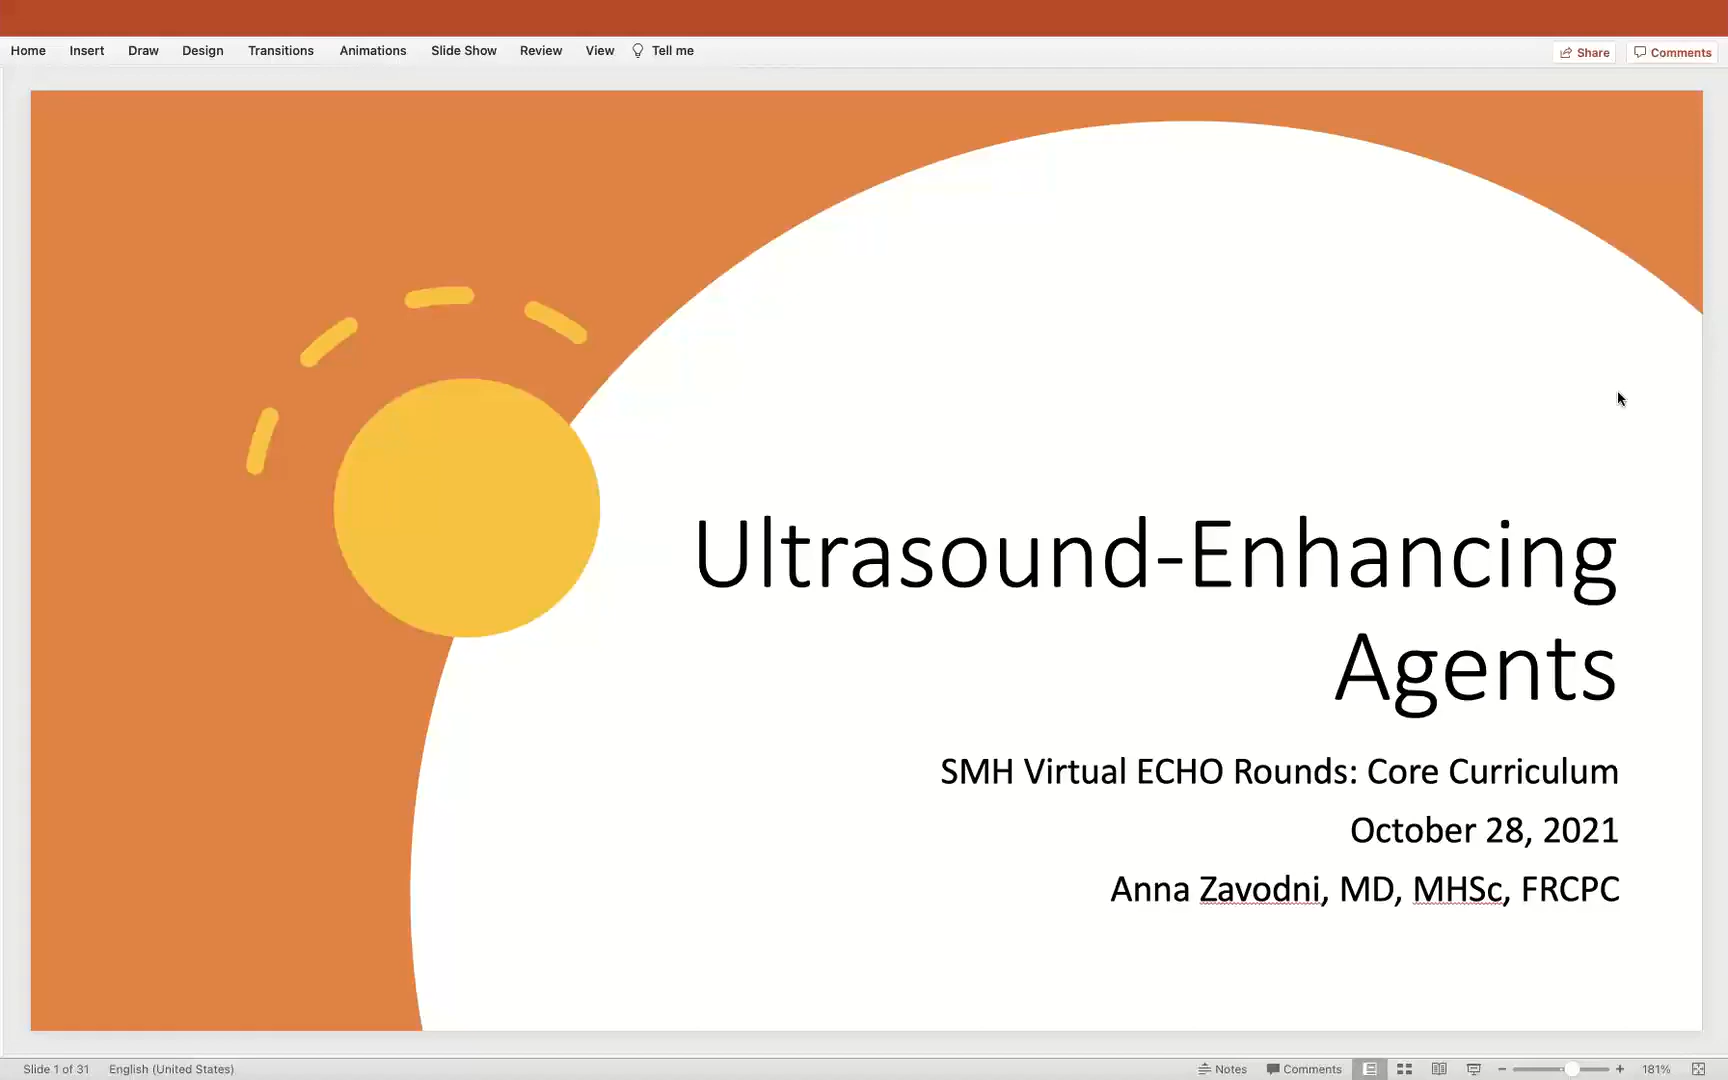 Home Insert Draw Design Transitions Animations Slide Show Review View Tell me Share Comments
Ultrasound-Enhancing
Agents
SMH Virtual ECHO Rounds: Core Curriculum
October 28, 2021
Anna Zavodni, MD, MHSc, FRCPC
Slide 1 of 31 English (United States) Notes Comments 181%